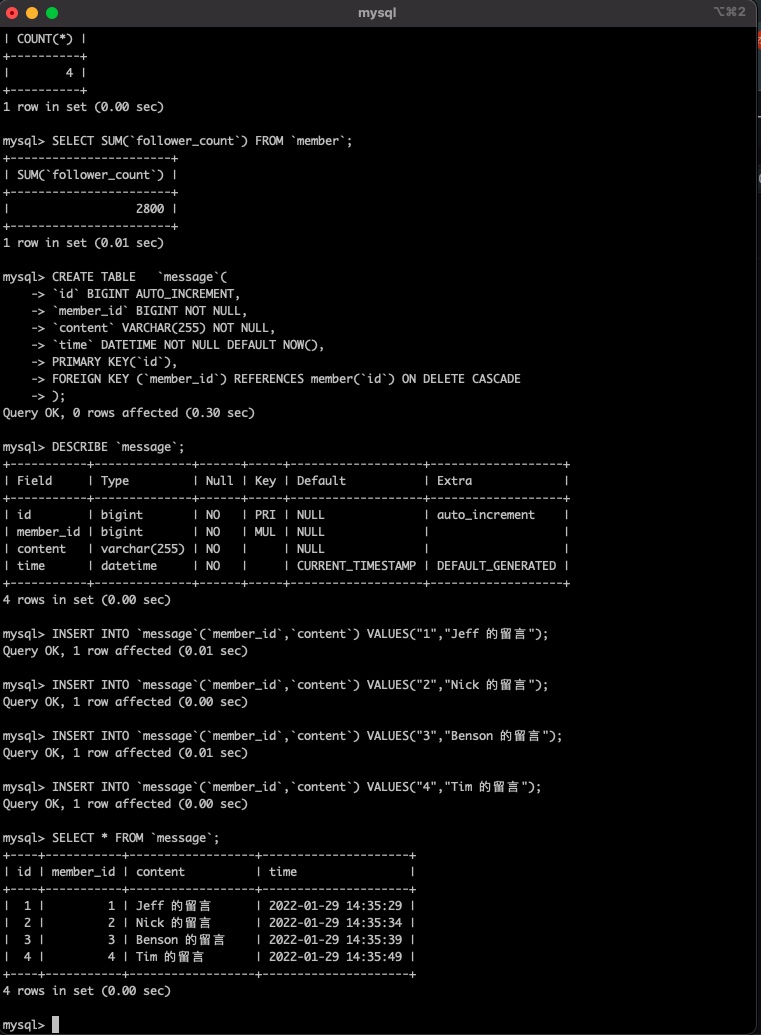 mysql
⌥⌘2
| COUNT(*) |
+----------+
|        4 |
+----------+
1 row in set (0.00 sec)
mysql> SELECT SUM(`follower_count`) FROM `member`;
+-----------------------+
| SUM(`follower_count`) |
+-----------------------+
|                  2800 |
+-----------------------+
1 row in set (0.01 sec)
mysql> CREATE TABLE   `message`(
    -> `id` BIGINT AUTO_INCREMENT,
    -> `member_id` BIGINT NOT NULL,
    -> `content` VARCHAR(255) NOT NULL,
    -> `time` DATETIME NOT NULL DEFAULT NOW(),
    -> PRIMARY KEY(`id`),
    -> FOREIGN KEY (`member_id`) REFERENCES member(`id`) ON DELETE CASCADE
    -> );
Query OK, 0 rows affected (0.30 sec)
mysql> DESCRIBE `message`;
+-----------+--------------+------+-----+-------------------+-------------------+
| Field     | Type         | Null | Key | Default           | Extra             |
+-----------+--------------+------+-----+-------------------+-------------------+
| id        | bigint       | NO   | PRI | NULL              | auto_increment    |
| member_id | bigint       | NO   | MUL | NULL              |                   |
| content   | varchar(255) | NO   |     | NULL              |                   |
| time      | datetime     | NO   |     | CURRENT_TIMESTAMP | DEFAULT_GENERATED |
+-----------+--------------+------+-----+-------------------+-------------------+
4 rows in set (0.00 sec)
mysql> INSERT INTO `message`(`member_id`,`content`) VALUES("1","Jeff 的留言");
Query OK, 1 row affected (0.01 sec)
mysql> INSERT INTO `message`(`member_id`,`content`) VALUES("2","Nick 的留言");
Query OK, 1 row affected (0.00 sec)
mysql> INSERT INTO `message`(`member_id`,`content`) VALUES("3","Benson 的留言");
Query OK, 1 row affected (0.01 sec)
mysql> INSERT INTO `message`(`member_id`,`content`) VALUES("4","Tim 的留言");
Query OK, 1 row affected (0.00 sec)
mysql> SELECT * FROM `message`;
+----+-----------+------------------+---------------------+
| id | member_id | content          | time                |
+----+-----------+------------------+---------------------+
|  1 |         1 | Jeff 的留言      | 2022-01-29 14:35:29 |
|  2 |         2 | Nick 的留言      | 2022-01-29 14:35:34 |
|  3 |         3 | Benson 的留言    | 2022-01-29 14:35:39 |
|  4 |         4 | Tim 的留言       | 2022-01-29 14:35:49 |
+----+-----------+------------------+---------------------+
4 rows in set (0.00 sec)
mysql>